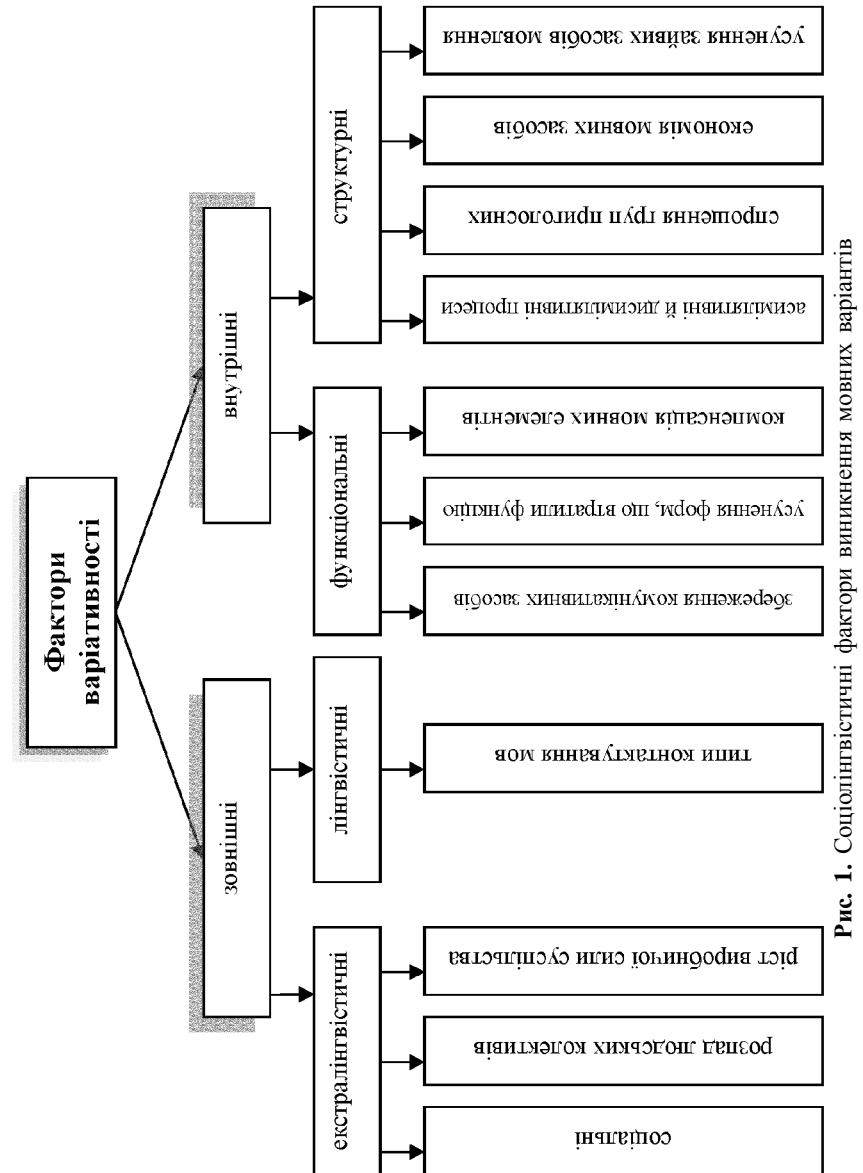 Фактори
варіативності
зовнішні
внутрішні
екстралінгвістичні
лінгвістичні
функціональні
структурні
соціальні
розпад людських колективів
ріст виробничої сили суспільства
типи контактування мов
збереження комунікативних засобів
усунення форм, що втратили функцію
компенсація мовних елементів
асимілятивні й дисимілятивні процеси
спрощення груп приголосних
економія мовних засобів
усунення зайвих засобів мовлення
Рис. 1. Соціолінгвістичні фактори виникнення мовних варіантів